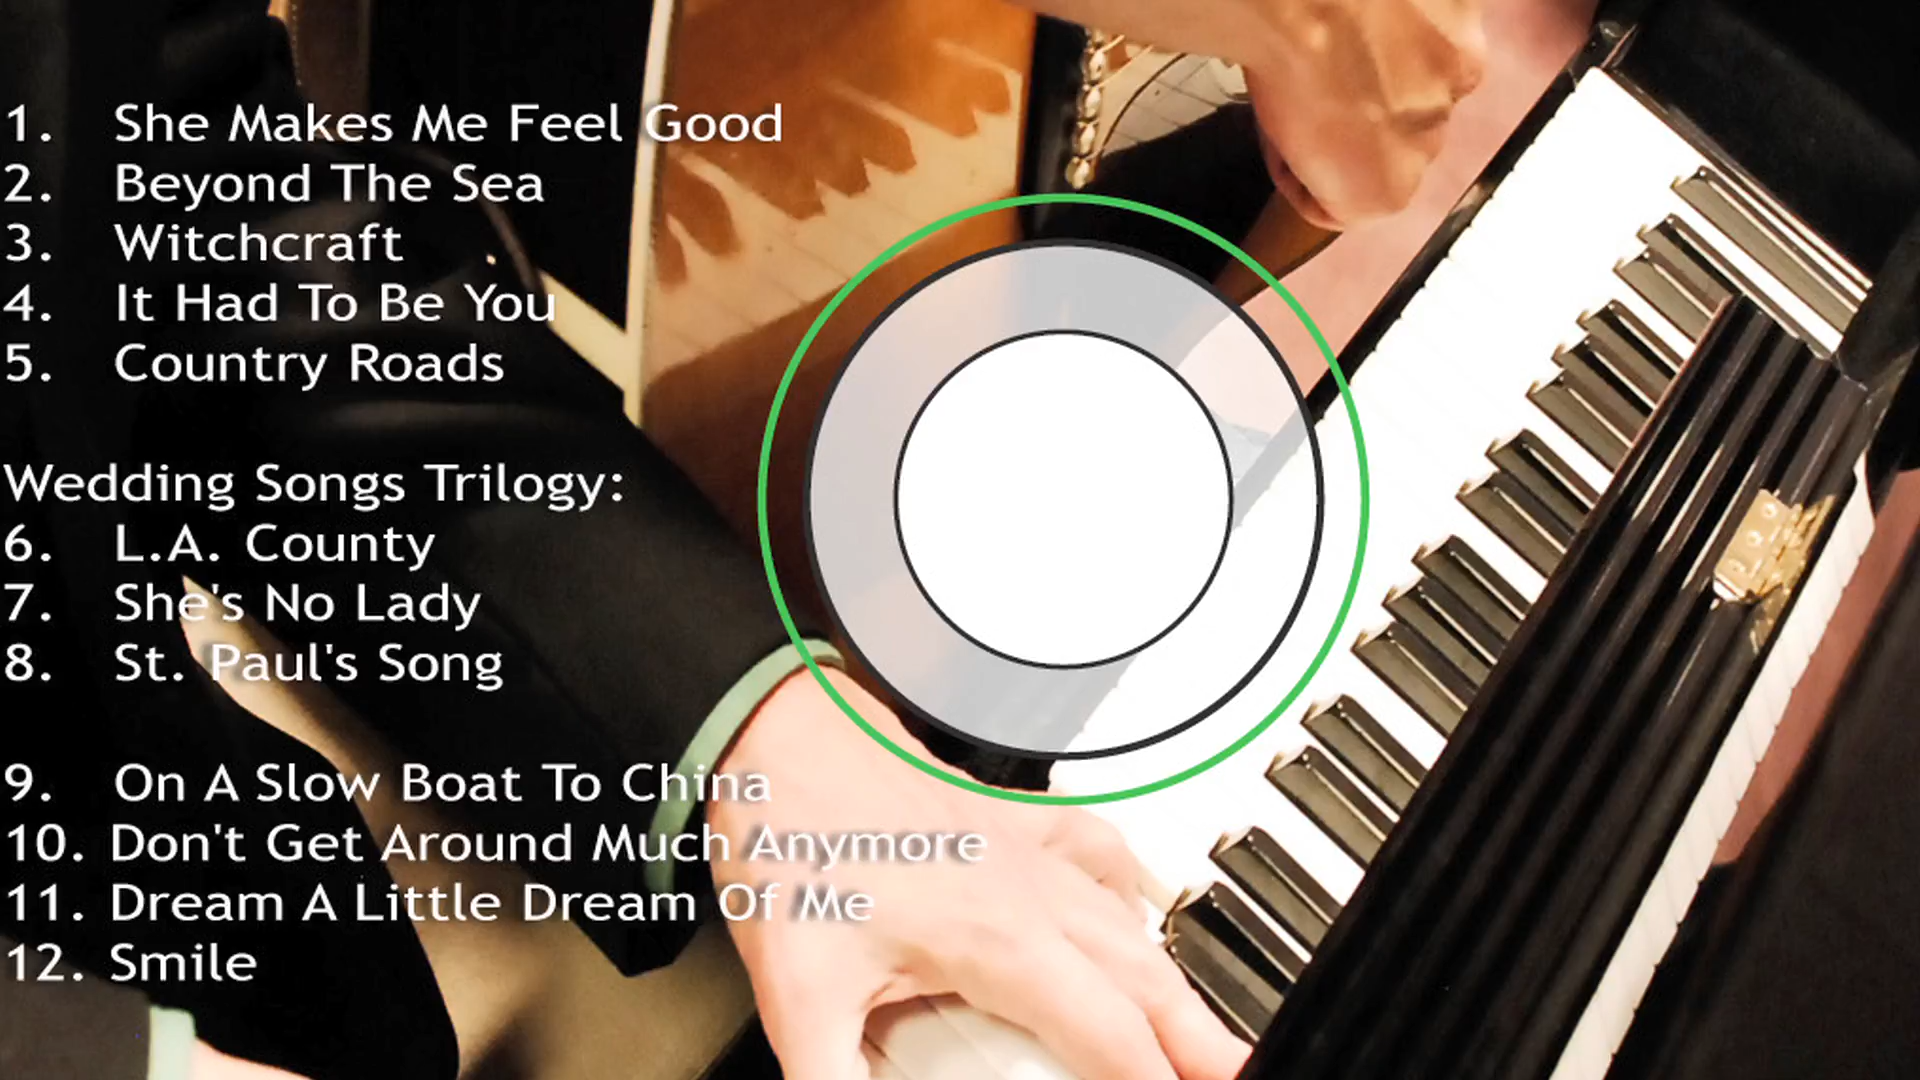 1. She Makes Me Feel Good
2. Beyond The Sea
3. Witchcraft
4. It Had To Be You
5. Country Roads
Wedding Songs Trilogy:
6. L.A. County
7. She's No Lady
8. St. Paul's Song
9. On A Slow Boat To China
10. Don't Get Around Much Anymore
11. Dream A Little Dream Of Me
12. Smile